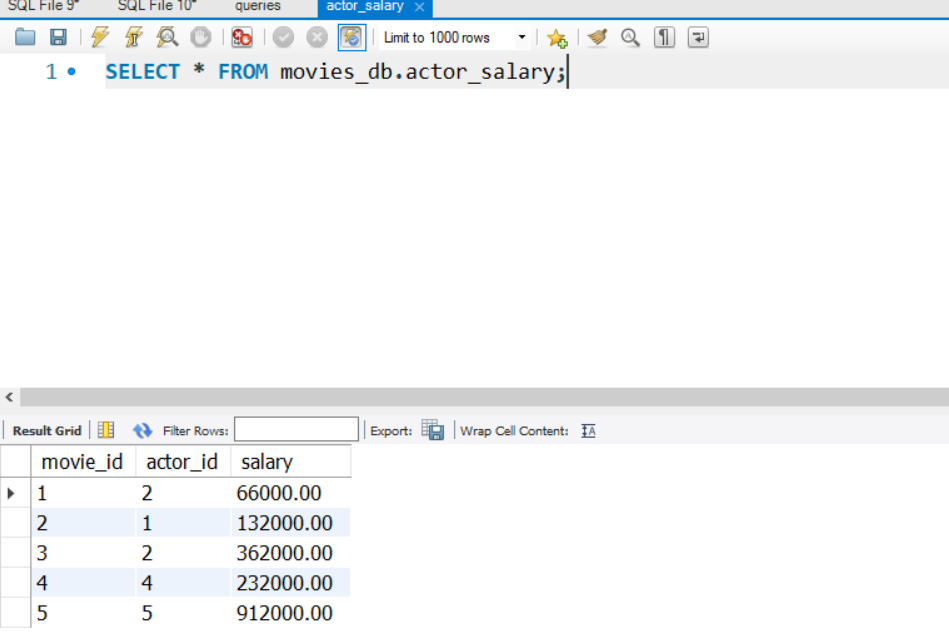 SQL File 9* SQL File 10* queries actor_salary
Limit to 1000 rows
1 SELECT * FROM movies_db.actor_salary;
Result Grid Filter Rows: Export: Wrap Cell Content: IA
movie_id actor_id salary
1 2 66000.00
2 1 132000.00
3 2 362000.00
4 4 232000.00
5 5 912000.00